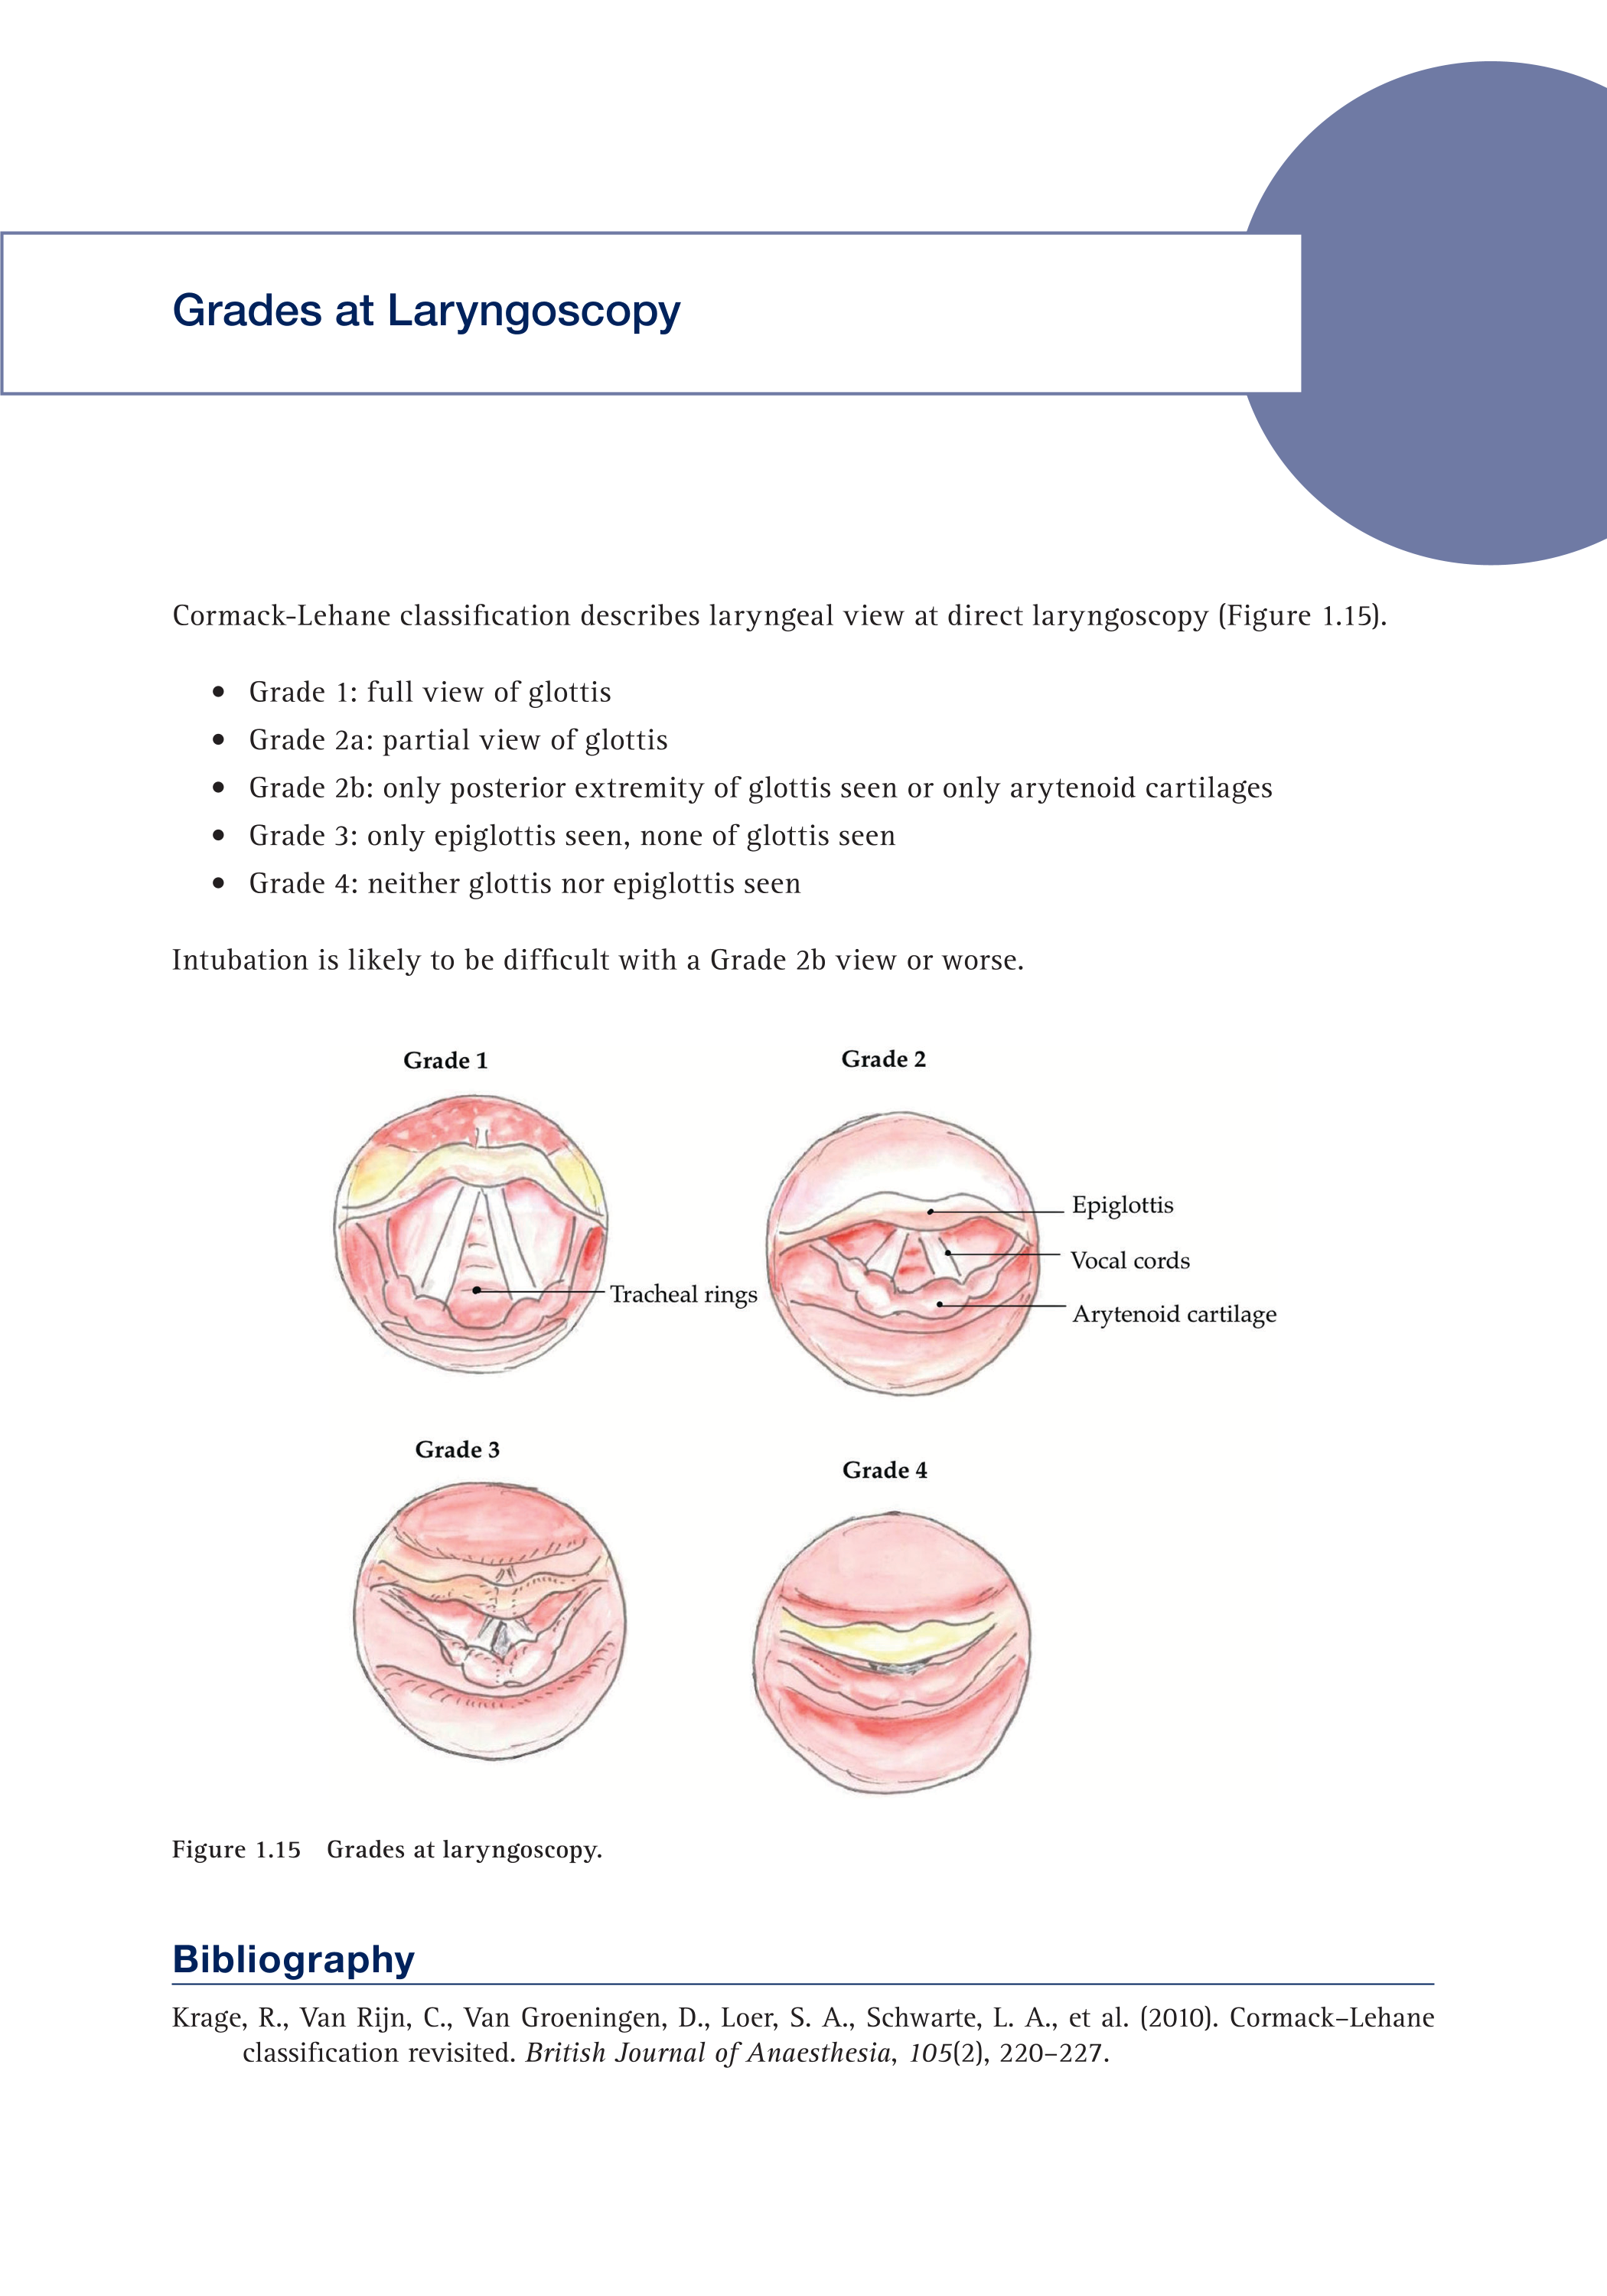 Grades at Laryngoscopy
Cormack-Lehane classification describes laryngeal view at direct laryngoscopy (Figure 1.15).
• Grade 1: full view of glottis
• Grade 2a: partial view of glottis
• Grade 2b: only posterior extremity of glottis seen or only arytenoid cartilages
• Grade 3: only epiglottis seen, none of glottis seen
• Grade 4: neither glottis nor epiglottis seen
Intubation is likely to be difficult with a Grade 2b view or worse.
Grade 1
Grade 2
Epiglottis
Vocal cords
Tracheal rings
Arytenoid cartilage
Grade 3
Grade 4
Figure 1.15 Grades at laryngoscopy.
Bibliography
Krage, R., Van Rijn, C., Van Groeningen, D., Loer, S. A., Schwarte, L. A., et al. (2010). Cormack–Lehane
classification revisited. British Journal of Anaesthesia, 105(2), 220–227.